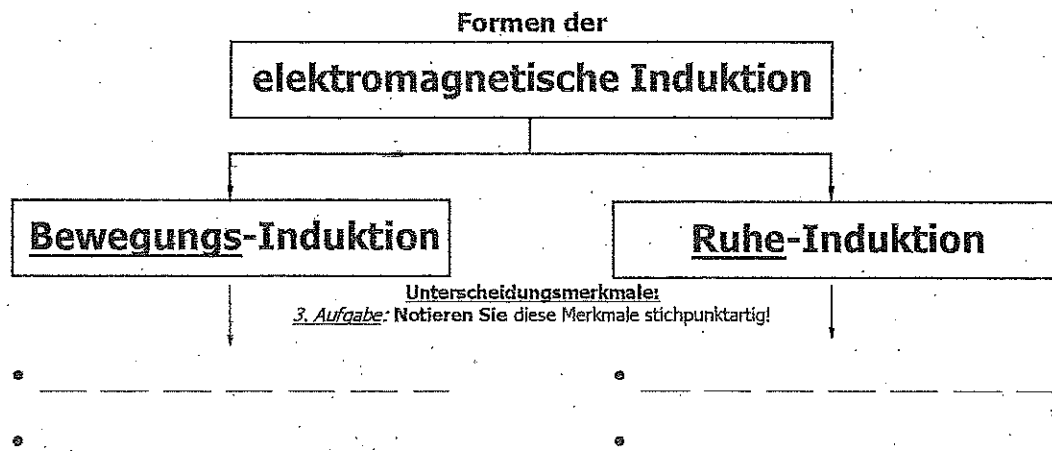 Formen der
elektromagnetische Induktion
Bewegungs-Induktion
Ruhe-Induktion
Unterscheidungsmerkmale:
3. Aufgabe: Notieren Sie diese Merkmale stichpunktartig!